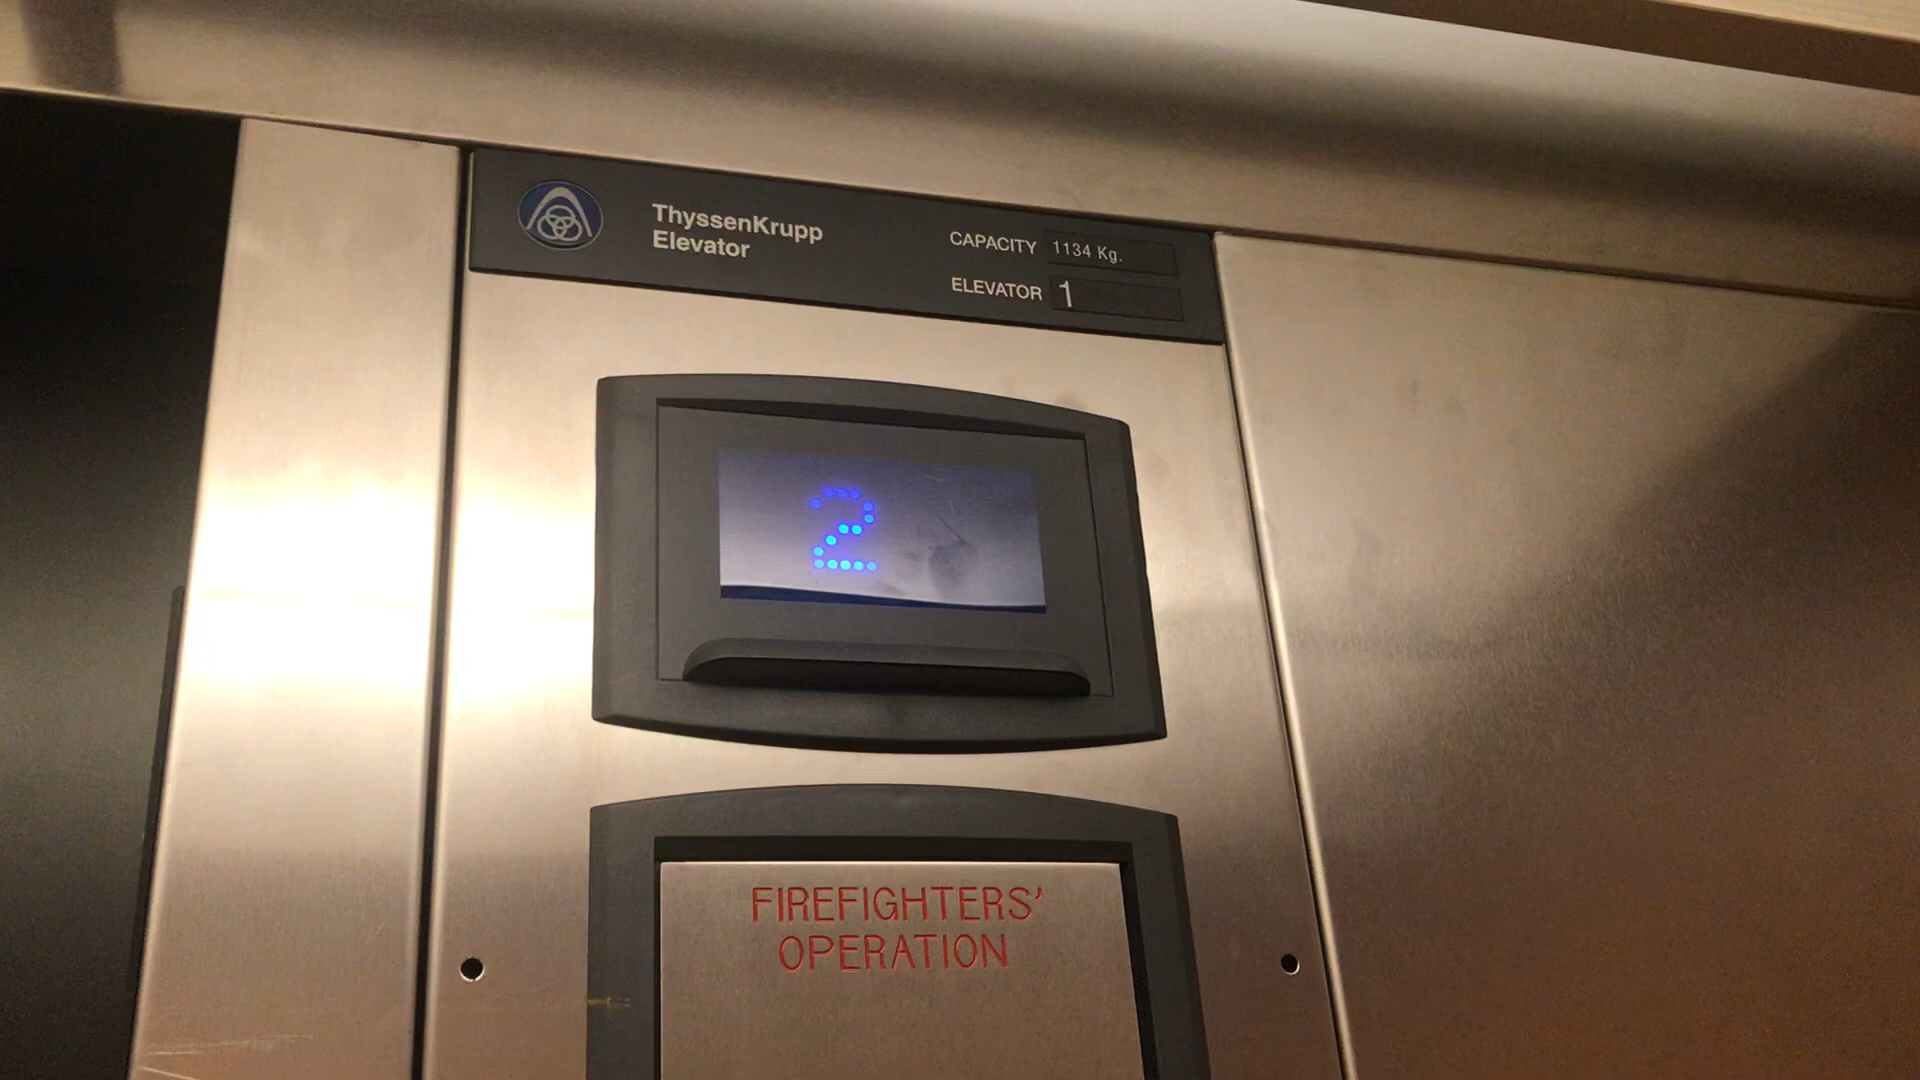 ThyssenKrupp
Elevator
CAPACITY 1134 Kg.
ELEVATOR 1
2
FIREFIGHTERS'
OPERATION